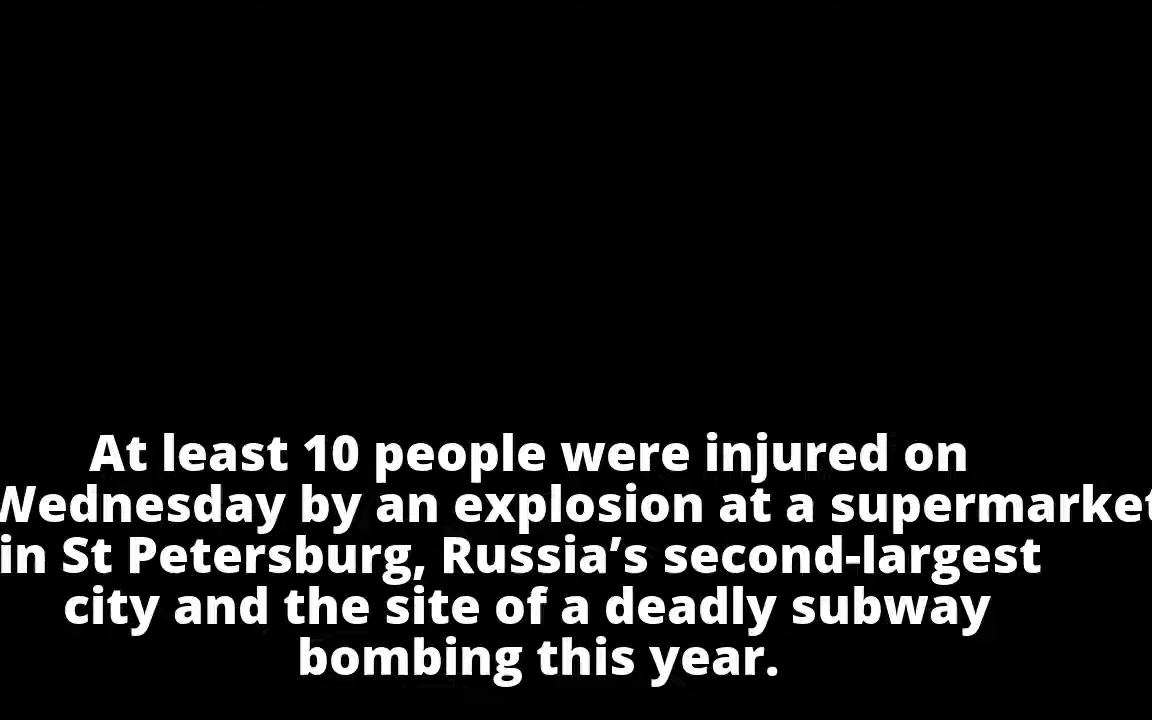 At least 10 people were injured on
Wednesday by an explosion at a supermarket
in St Petersburg, Russia’s second-largest
city and the site of a deadly subway
bombing this year.